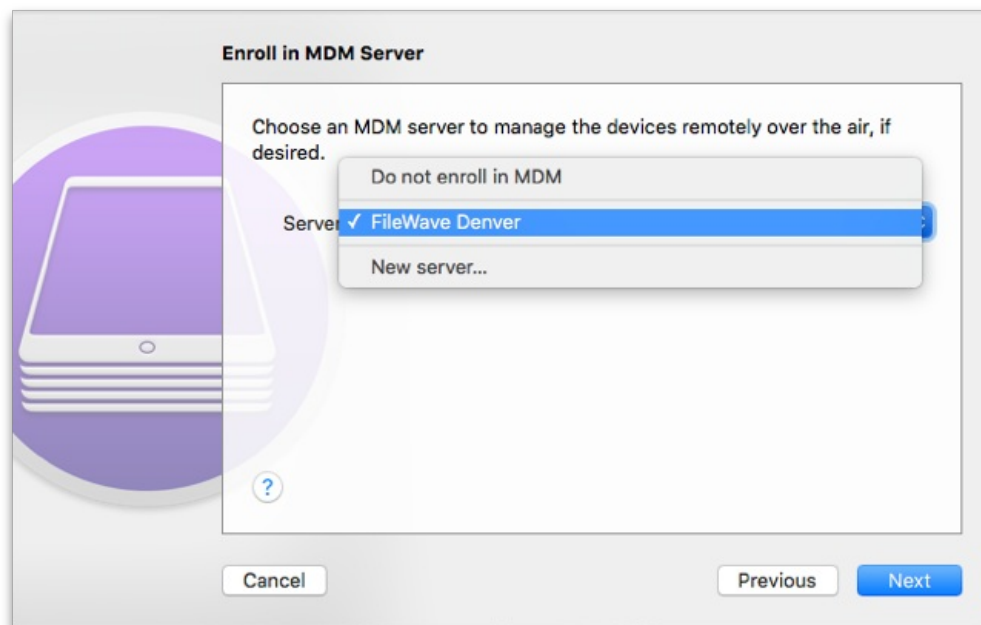 Enroll in MDM Server
Choose an MDM server to manage the devices remotely over the air, if
desired.
Do not enroll in MDM
Server ✓ FileWave Denver
New server...
?
Cancel Previous Next